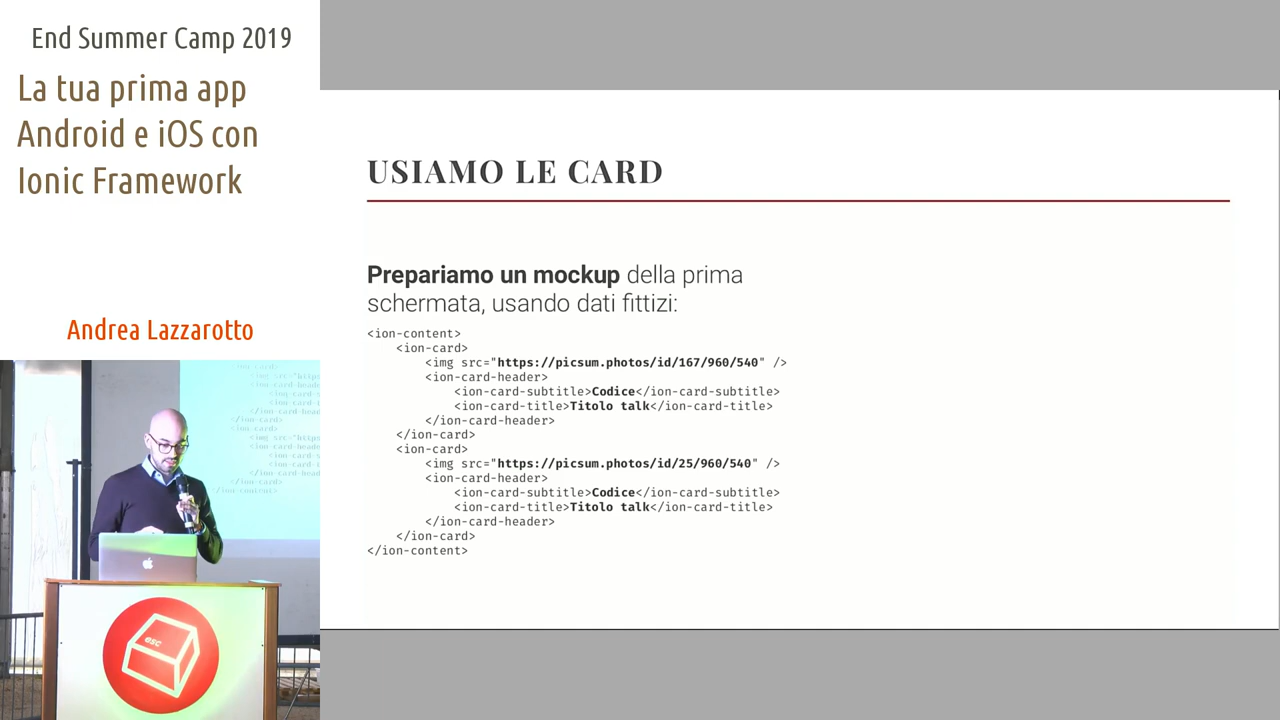 End Summer Camp 2019
La tua prima app
Android e iOS con
Ionic Framework
Andrea Lazzarotto
USIAMO LE CARD
Prepariamo un mockup della prima
schermata, usando dati fittizi:
<ion-content>
<ion-card>
<img src="https://picsum.photos/id/167/960/540" />
<ion-card-header>
<ion-card-subtitle>Codice</ion-card-subtitle>
<ion-card-title>Titolo talk</ion-card-title>
</ion-card-header>
</ion-card>
<ion-card>
<img src="https://picsum.photos/id/25/960/540" />
<ion-card-header>
<ion-card-subtitle>Codice</ion-card-subtitle>
<ion-card-title>Titolo talk</ion-card-title>
</ion-card-header>
</ion-card>
</ion-content>
esc